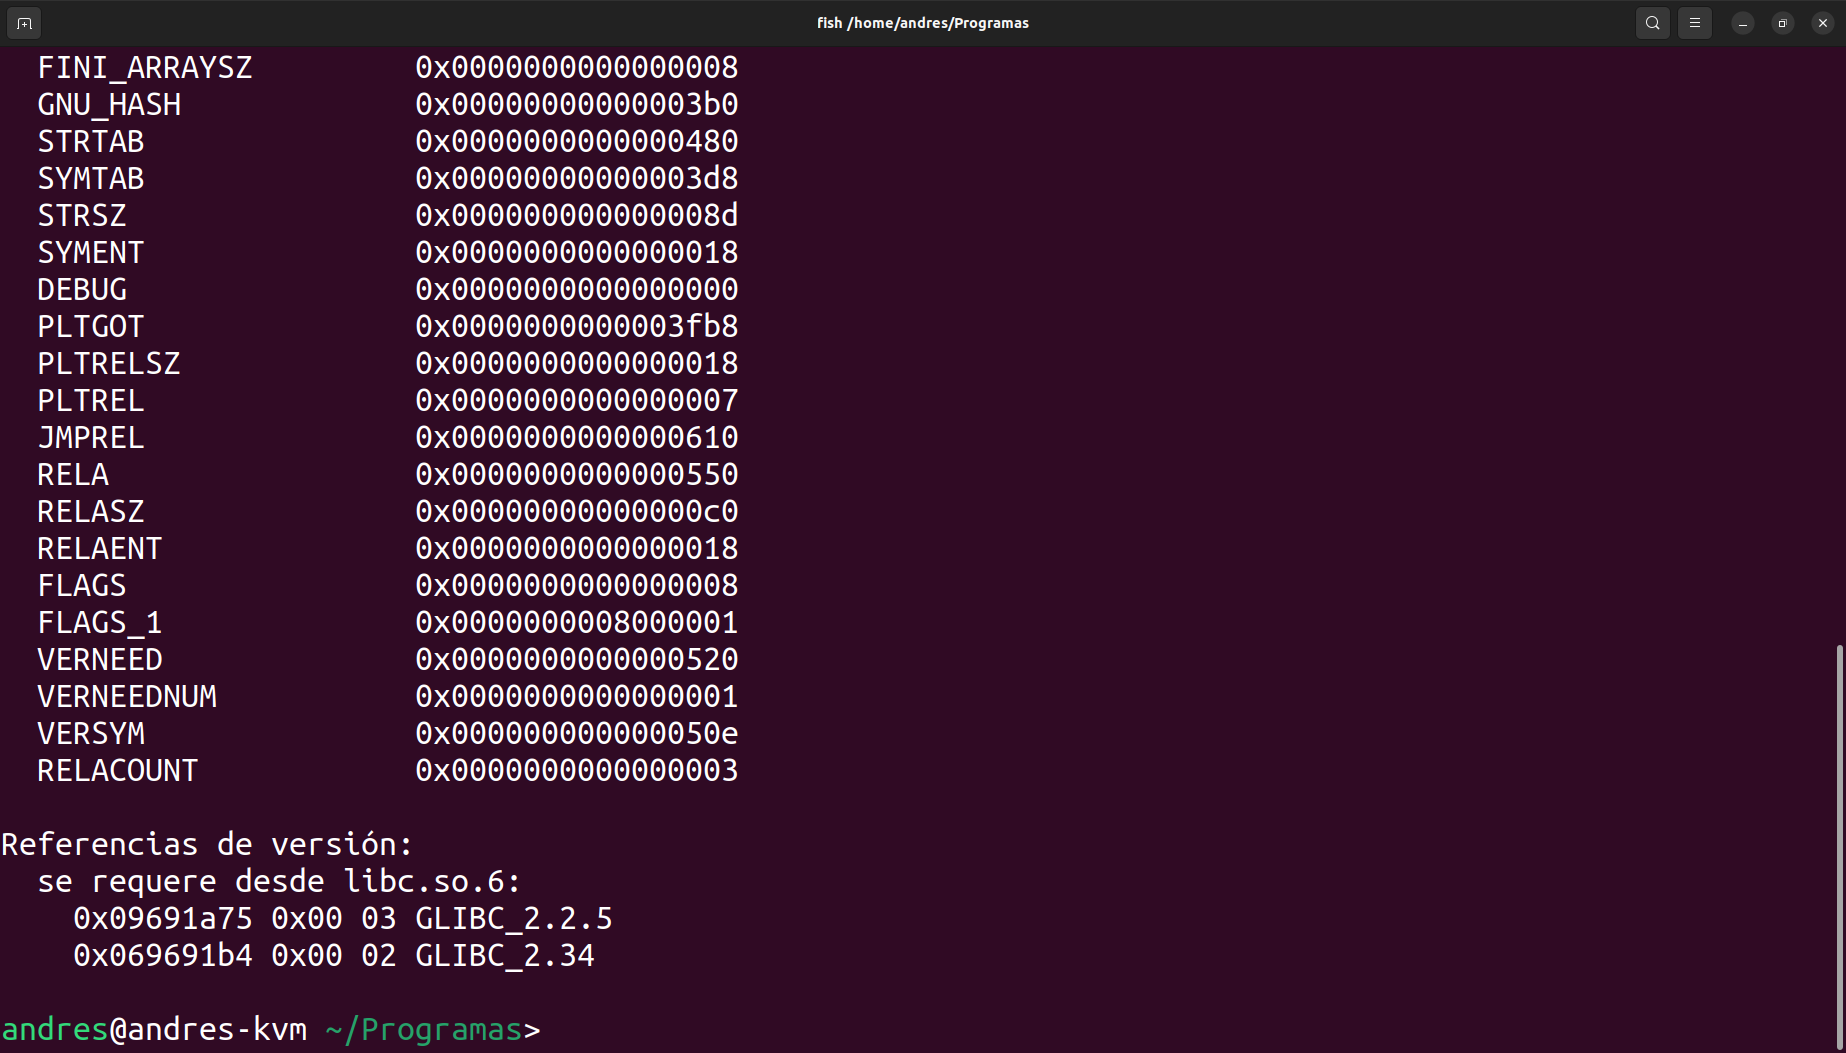 fish /home/andres/Programas
FINI_ARRAYSZ 0x0000000000000008
GNU_HASH 0x00000000000003b0
STRTAB 0x0000000000000480
SYMTAB 0x00000000000003d8
STRSZ 0x000000000000008d
SYMENT 0x0000000000000018
DEBUG 0x0000000000000000
PLTGOT 0x0000000000003fb8
PLTRELSZ 0x0000000000000018
PLTREL 0x0000000000000007
JMPREL 0x0000000000000610
RELA 0x0000000000000550
RELASZ 0x00000000000000c0
RELAENT 0x0000000000000018
FLAGS 0x0000000000000008
FLAGS_1 0x0000000008000001
VERNEED 0x0000000000000520
VERNEEDNUM 0x0000000000000001
VERSYM 0x000000000000050e
RELACOUNT 0x0000000000000003
Referencias de versión:
se requere desde libc.so.6:
0x09691a75 0x00 03 GLIBC_2.2.5
0x069691b4 0x00 02 GLIBC_2.34
andres@andres-kvm ~/Programas>